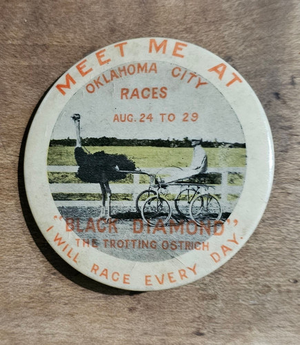 MEET ME AT
OKLAHOMA CITY
RACES
AUG. 24 TO 29
"BLACK DIAMOND"
THE TROTTING OSTRICH
I WILL RACE EVERY DAY.